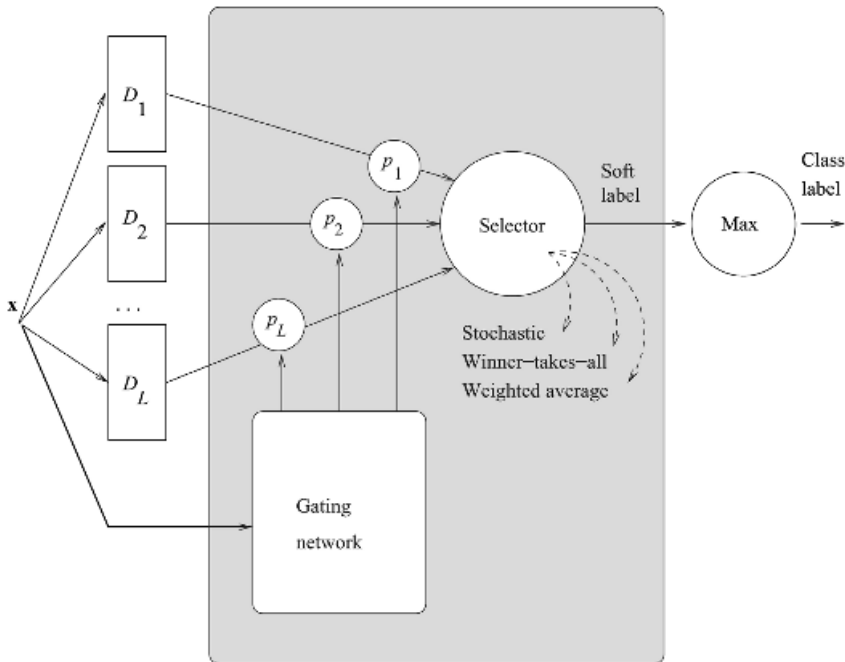 D1
p1
Soft
label
Class
label
D2
p2
Selector
Max
x
...
pL
DL
Stochastic
Winner–takes–all
Weighted average
Gating
network